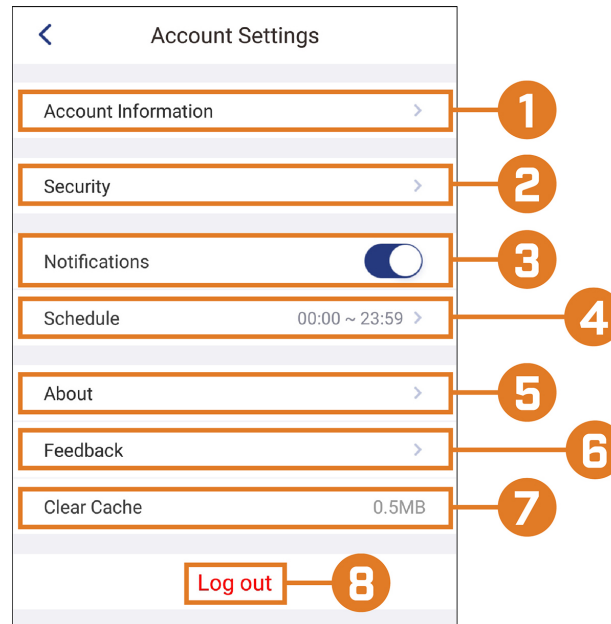 Account Settings
Account Information 1
Security 2
Notifications 3
Schedule 00:00 ~ 23:59 4
About 5
Feedback 6
Clear Cache 0.5MB 7
Log out 8